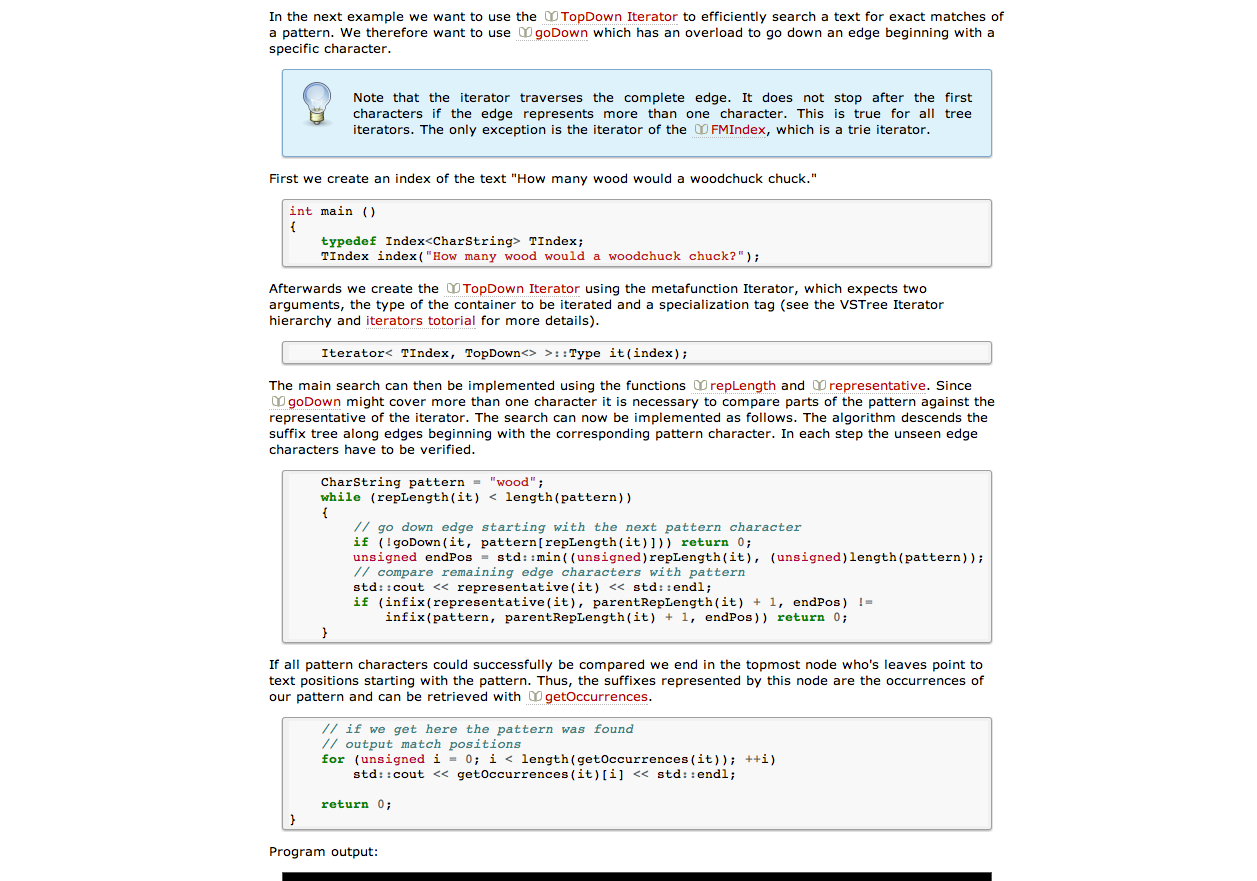 In the next example we want to use the TopDown Iterator to efficiently search a text for exact matches of
a pattern. We therefore want to use goDown which has an overload to go down an edge beginning with a
specific character.
Note that the iterator traverses the complete edge. It does not stop after the first
characters if the edge represents more than one character. This is true for all tree
iterators. The only exception is the iterator of the FMIndex, which is a trie iterator.
First we create an index of the text "How many wood would a woodchuck chuck."
int main ()
{
    typedef Index<CharString> TIndex;
    TIndex index("How many wood would a woodchuck chuck?");
Afterwards we create the TopDown Iterator using the metafunction Iterator, which expects two
arguments, the type of the container to be iterated and a specialization tag (see the VSTree Iterator
hierarchy and iterators totorial for more details).
    Iterator< TIndex, TopDown<> >::Type it(index);
The main search can then be implemented using the functions repLength and representative. Since
goDown might cover more than one character it is necessary to compare parts of the pattern against the
representative of the iterator. The search can now be implemented as follows. The algorithm descends the
suffix tree along edges beginning with the corresponding pattern character. In each step the unseen edge
characters have to be verified.
    CharString pattern = "wood";
    while (repLength(it) < length(pattern))
    {
        // go down edge starting with the next pattern character
        if (!goDown(it, pattern[repLength(it)])) return 0;
        unsigned endPos = std::min((unsigned)repLength(it), (unsigned)length(pattern));
        // compare remaining edge characters with pattern
        std::cout << representative(it) << std::endl;
        if (infix(representative(it), parentRepLength(it) + 1, endPos) !=
            infix(pattern, parentRepLength(it) + 1, endPos)) return 0;
    }
If all pattern characters could successfully be compared we end in the topmost node who's leaves point to
text positions starting with the pattern. Thus, the suffixes represented by this node are the occurrences of
our pattern and can be retrieved with getOccurrences.
    // if we get here the pattern was found
    // output match positions
    for (unsigned i = 0; i < length(getOccurrences(it)); ++i)
        std::cout << getOccurrences(it)[i] << std::endl;
    return 0;
}
Program output: